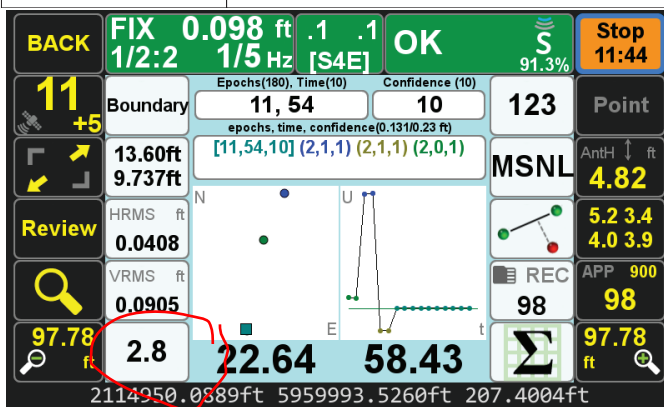 BACK
FIX 0.098 ft
1/2:2 1/5 Hz
.1 .1
[S4E]
OK
S
91.3%
Stop
11:44
11
+5
Boundary
Epochs(180), Time(10)
11, 54
Confidence (10)
10
123
Point
epochs, time, confidence(0.131/0.23 ft)
[11,54,10] (2,1,1) (2,1,1) (2,0,1)
13.60ft
9.737ft
MSNL
AntH ft
4.82
Review
HRMS ft
0.0408
N
U
5.2 3.4
4.0 3.9
VRMS ft
0.0905
REC
98
APP 900
98
E
t
97.78
ft
2.8
22.64
58.43
Σ
97.78
ft
2114950.0889ft 5959993.5260ft 207.4004ft